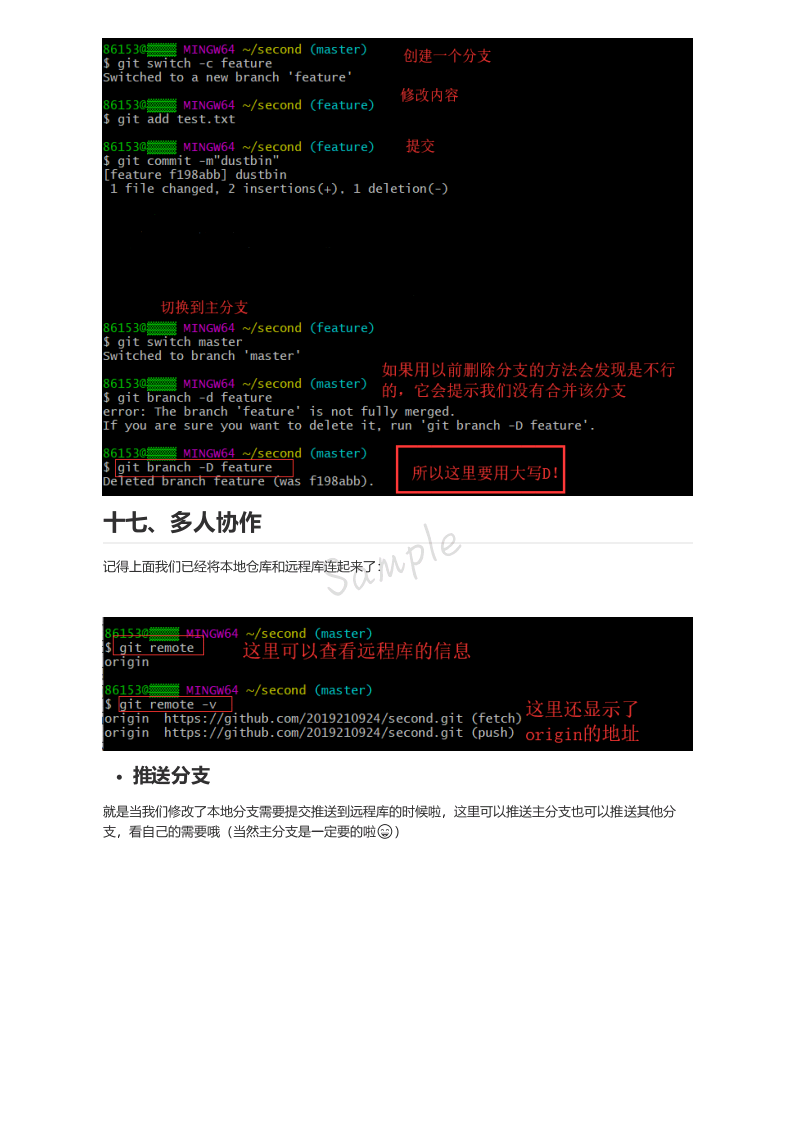 86153@▒▒▒▒ MINGW64 ~/second (master) 创建一个分支
$ git switch -c feature
Switched to a new branch 'feature'
修改内容
86153@▒▒▒▒ MINGW64 ~/second (feature)
$ git add test.txt
86153@▒▒▒▒ MINGW64 ~/second (feature) 提交
$ git commit -m"dustbin"
[feature f198abb] dustbin
1 file changed, 2 insertions(+), 1 deletion(-)
切换到主分支
86153@▒▒▒▒ MINGW64 ~/second (feature)
$ git switch master
Switched to branch 'master'
如果用以前删除分支的方法会发现是不行
86153@▒▒▒▒ MINGW64 ~/second (master)
的，它会提示我们没有合并该分支
$ git branch -d feature
error: The branch 'feature' is not fully merged.
If you are sure you want to delete it, run 'git branch -D feature'.
86153@▒▒▒▒ MINGW64 ~/second (master)
$ git branch -D feature 所以这里要用大写D!
Deleted branch feature (was f198abb).
十七、多人协作
记得上面我们已经将本地仓库和远程库连起来了：
Sample
86153@▒▒▒▒ MINGW64 ~/second (master)
$ git remote 这里可以查看远程库的信息
origin
86153@▒▒▒▒ MINGW64 ~/second (master)
$ git remote -v 这里还显示了
origin https://github.com/2019210924/second.git (fetch)
origin https://github.com/2019210924/second.git (push) origin的地址
• 推送分支
就是当我们修改了本地分支需要提交推送到远程库的时候啦，这里可以推送主分支也可以推送其他分
支，看自己的需要哦（当然主分支是一定要的啦😄）